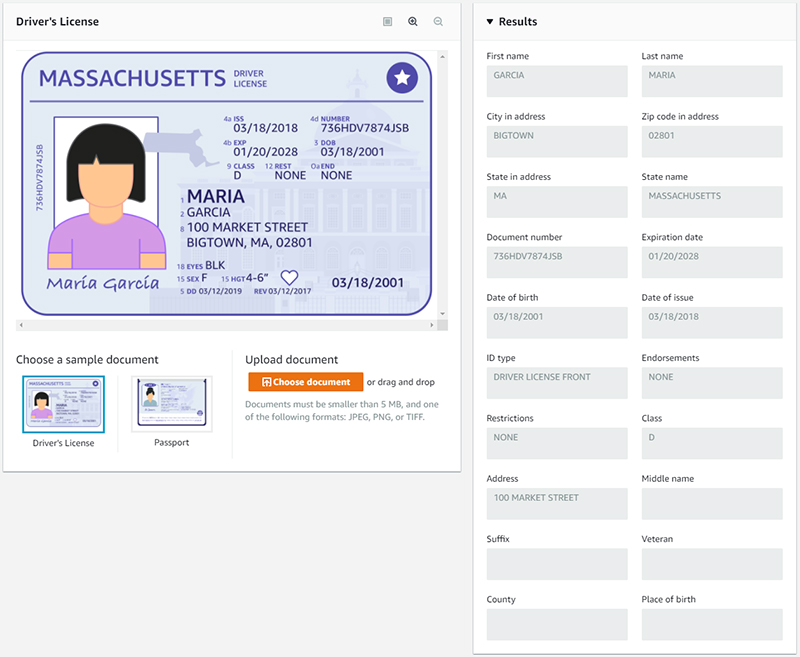 Driver's License
MASSACHUSETTS DRIVER LICENSE
736HDV7874JSB
4a ISS 03/18/2018 4d NUMBER 736HDV7874JSB
4b EXP 01/20/2028 3 DOB 03/18/2001
9 CLASS D 12 REST NONE 0a END NONE
1 MARIA
2 GARCIA
8 100 MARKET STREET
BIGTOWN, MA, 02801
18 EYES BLK
15 SEX F 15 HGT 4-6"
5 DD 03/12/2019 REV 03/12/2017
03/18/2001
María García
Choose a sample document
Driver's License
Passport
Upload document
Choose document or drag and drop
Documents must be smaller than 5 MB, and one
of the following formats: JPEG, PNG, or TIFF.
▼ Results
First name Last name
GARCIA MARIA
City in address Zip code in address
BIGTOWN 02801
State in address State name
MA MASSACHUSETTS
Document number Expiration date
736HDV7874JSB 01/20/2028
Date of birth Date of issue
03/18/2001 03/18/2018
ID type Endorsements
DRIVER LICENSE FRONT NONE
Restrictions Class
NONE D
Address Middle name
100 MARKET STREET
Suffix Veteran
County Place of birth